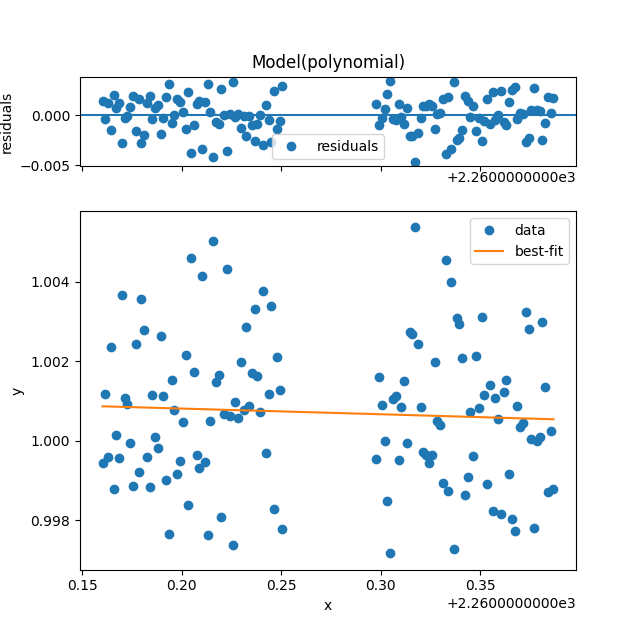 Model(polynomial)
residuals
0.000
−0.005
residuals
+2.2600000000e3
y
1.004
1.002
1.000
0.998
data
best-fit
0.15 0.20 0.25 0.30 0.35
x
+2.2600000000e3